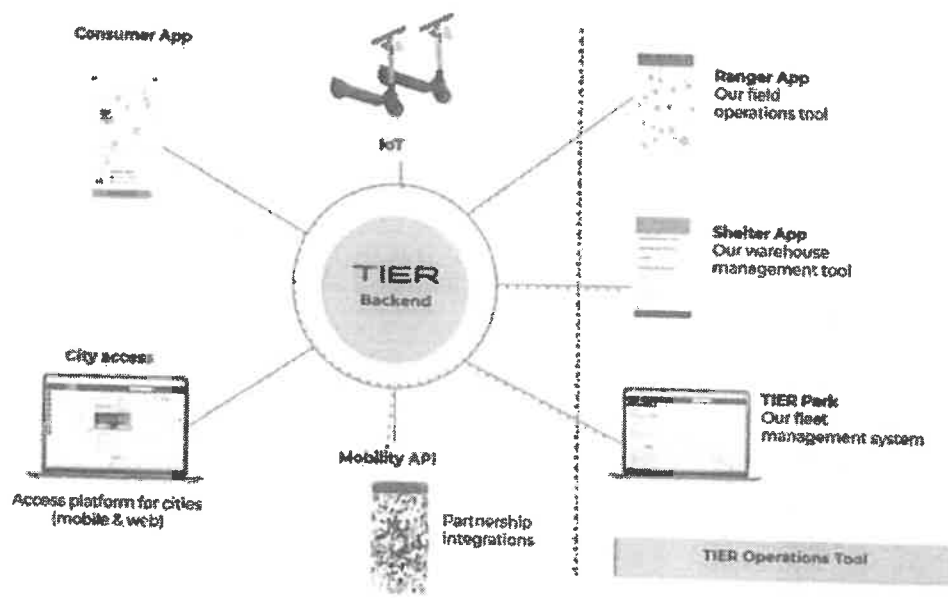 Consumer App
IoT
Ranger App
Our field
operations tool
Shelter App
Our warehouse
management tool
TIER
Backend
City access
Access platform for cities
(mobile & web)
Mobility API
Partnership
integrations
TIER Park
Our fleet
management system
TIER Operations Tool